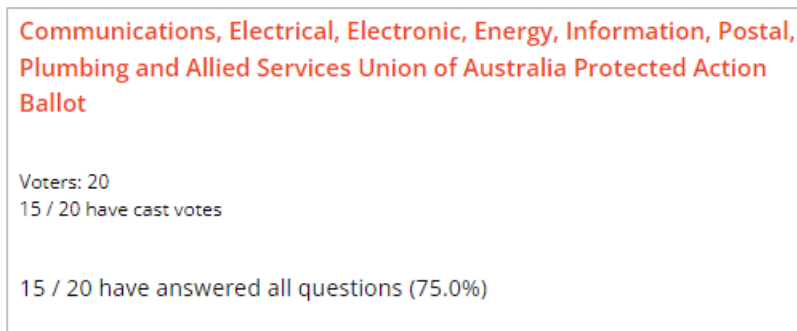 Communications, Electrical, Electronic, Energy, Information, Postal,
Plumbing and Allied Services Union of Australia Protected Action
Ballot
Voters: 20
15 / 20 have cast votes
15 / 20 have answered all questions (75.0%)